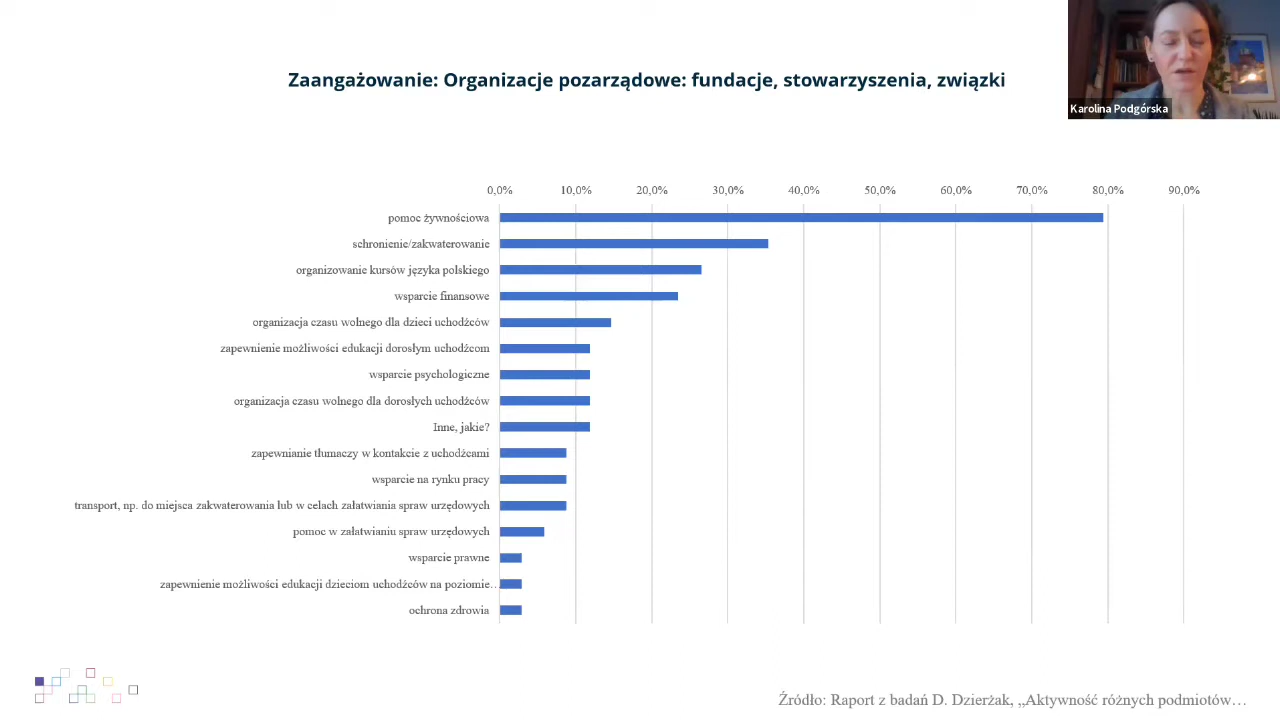 Zaangażowanie: Organizacje pozarządowe: fundacje, stowarzyszenia, związki
Karolina Podgórska
0,0% 10,0% 20,0% 30,0% 40,0% 50,0% 60,0% 70,0% 80,0% 90,0%
pomoc żywnościowa
schronienie/zakwaterowanie
organizowanie kursów języka polskiego
wsparcie finansowe
organizacja czasu wolnego dla dzieci uchodźców
zapewnienie możliwości edukacji dorosłym uchodźcom
wsparcie psychologiczne
organizacja czasu wolnego dla dorosłych uchodźców
Inne, jakie?
zapewnianie tłumaczy w kontakcie z uchodźcami
wsparcie na rynku pracy
transport, np. do miejsca zakwaterowania lub w celach załatwiania spraw urzędowych
pomoc w załatwianiu spraw urzędowych
wsparcie prawne
zapewnienie możliwości edukacji dzieciom uchodźców na poziomie…
ochrona zdrowia
Źródło: Raport z badań D. Dzierżak, „Aktywność różnych podmiotów…